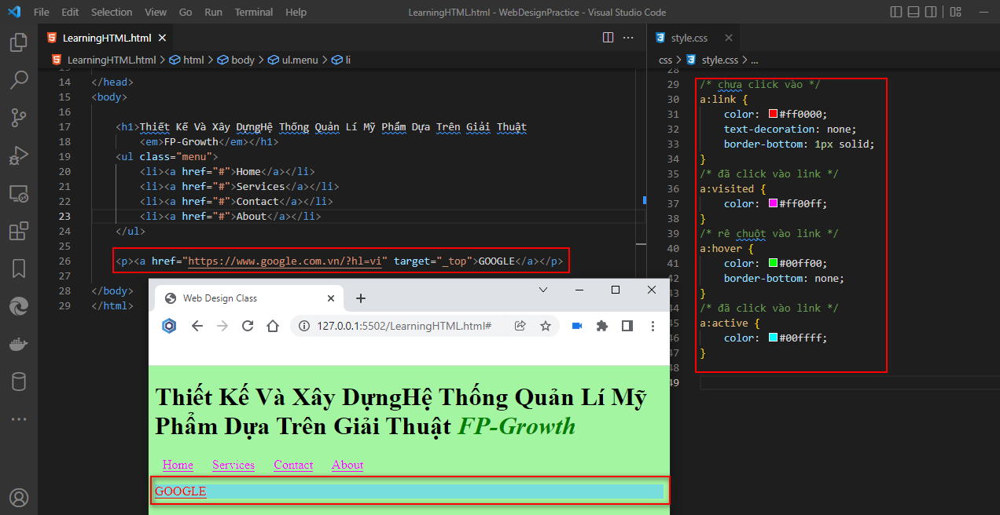 File Edit Selection View Go Run Terminal Help
LearningHTML.html - WebDesignPractice - Visual Studio Code
LearningHTML.html
LearningHTML.html > html > body > ul.menu > li
14 </head>
15 <body>
16
17 <h1>Thiết Kế Và Xây DựngHệ Thống Quản Lí Mỹ Phẩm Dựa Trên Giải Thuật
18 <em>FP-Growth</em></h1>
19 <ul class="menu">
20 <li><a href="#">Home</a></li>
21 <li><a href="#">Services</a></li>
22 <li><a href="#">Contact</a></li>
23 <li><a href="#">About</a></li>
24 </ul>
25
26 <p><a href="https://www.google.com.vn/?hl=vi" target="_top">GOOGLE</a></p>
27
28 </body>
29 </html>
style.css
css > style.css > ...
28
29 /* chưa click vào */
30 a:link {
31 color: #ff0000;
32 text-decoration: none;
33 border-bottom: 1px solid;
34 }
35 /* đã click vào link */
36 a:visited {
37 color: #ff00ff;
38 }
39 /* rê chuột vào link */
40 a:hover {
41 color: #00ff00;
42 border-bottom: none;
43 }
44 /* đã click vào link */
45 a:active {
46 color: #00ffff;
47 }
48
49
Web Design Class
127.0.0.1:5502/LearningHTML.html#
Thiết Kế Và Xây DựngHệ Thống Quản Lí Mỹ
Phẩm Dựa Trên Giải Thuật FP-Growth
Home Services Contact About
GOOGLE